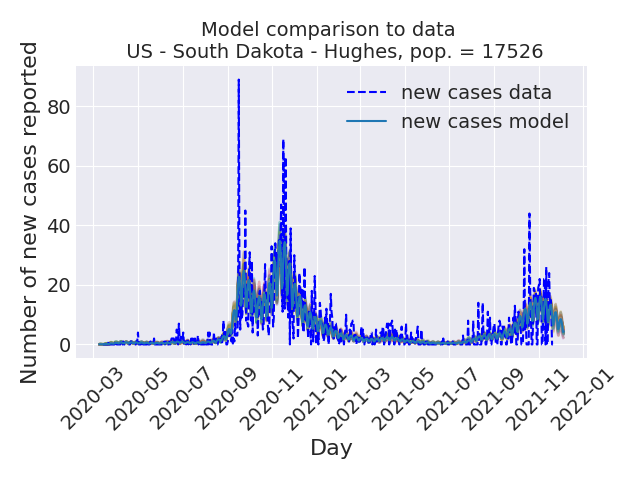 Model comparison to data
US - South Dakota - Hughes, pop. = 17526
Number of new cases reported
80
60
40
20
0
new cases data
new cases model
2020-03
2020-05
2020-07
2020-09
2020-11
2021-01
2021-03
2021-05
2021-07
2021-09
2021-11
2022-01
Day